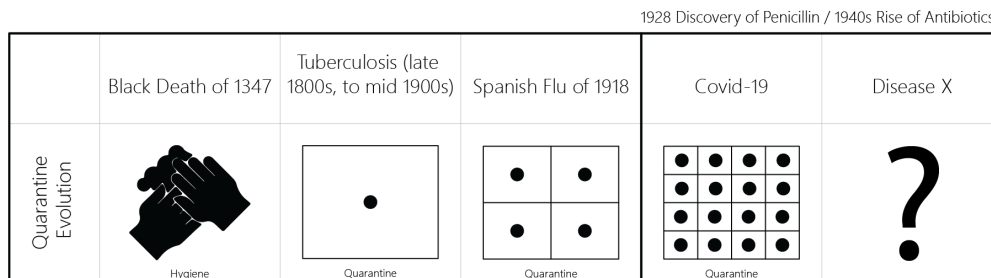 1928 Discovery of Penicillin / 1940s Rise of Antibiotics
Black Death of 1347
Tuberculosis (late
1800s, to mid 1900s)
Spanish Flu of 1918
Covid-19
Disease X
Quarantine
Evolution
?
Hygiene
Quarantine
Quarantine
Quarantine